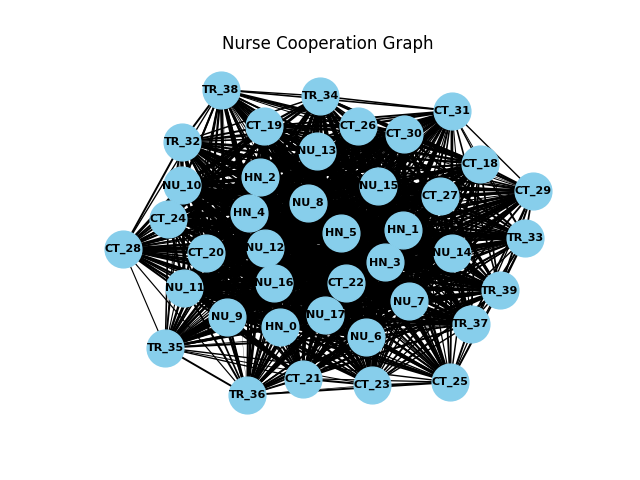 Nurse Cooperation Graph
TR_38
TR_34
CT_31
CT_19
CT_26
CT_30
TR_32
NU_13
CT_18
HN_2
NU_10
NU_15
CT_29
CT_27
NU_8
HN_4
CT_24
HN_1
HN_5
TR_33
CT_28
NU_12
CT_20
NU_14
HN_3
NU_16
CT_22
NU_11
TR_39
NU_7
NU_17
NU_9
TR_37
HN_0
NU_6
TR_35
CT_21
CT_25
CT_23
TR_36